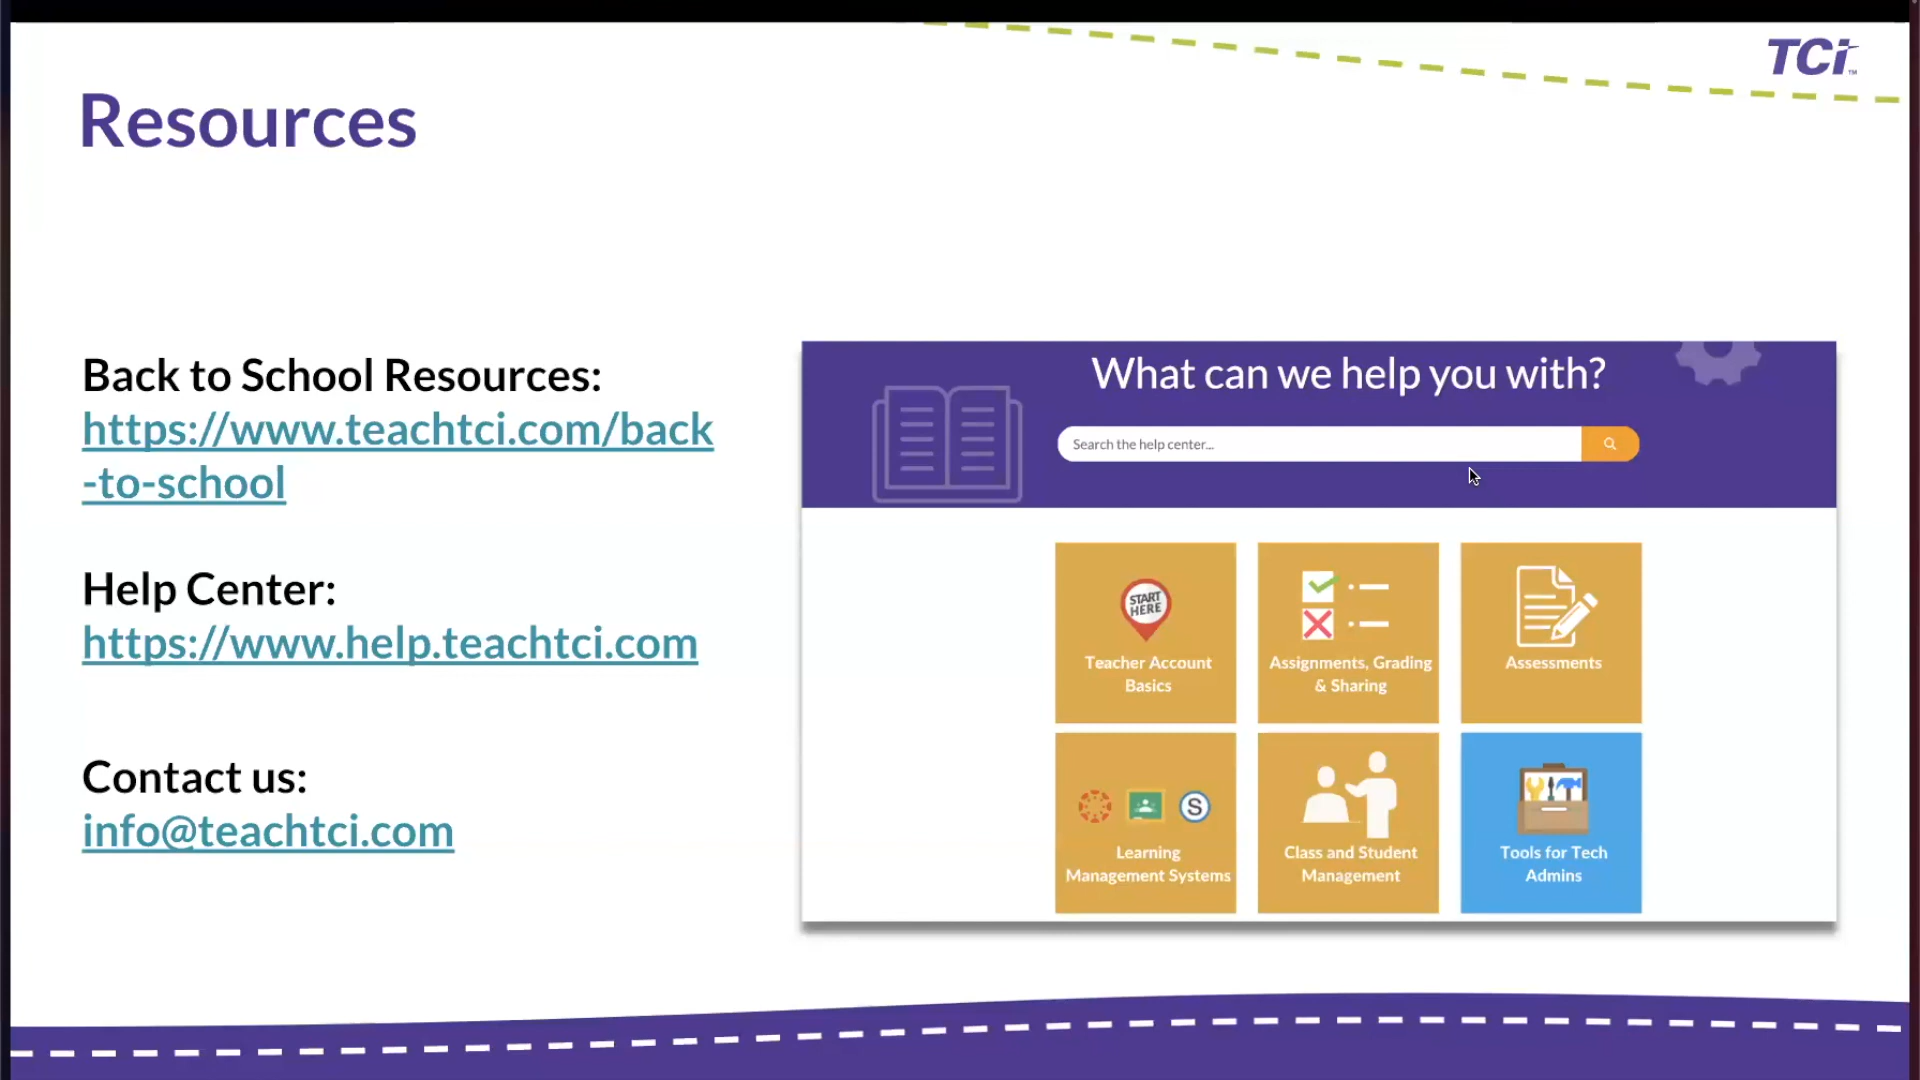 TCi™
Resources
Back to School Resources:
https://www.teachtci.com/back
-to-school
Help Center:
https://www.help.teachtci.com
Contact us:
info@teachtci.com
What can we help you with?
Search the help center...
START
HERE
Teacher Account
Basics
Assignments, Grading
& Sharing
Assessments
S
Learning
Management Systems
Class and Student
Management
Tools for Tech
Admins